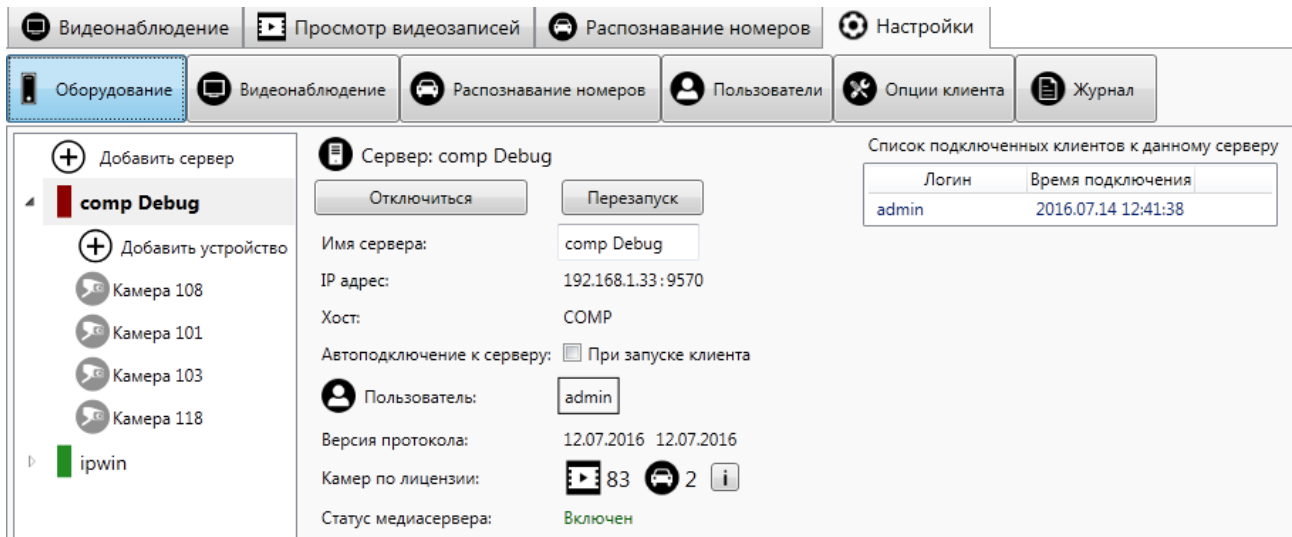 Видеонаблюдение Просмотр видеозаписей Распознавание номеров Настройки
Оборудование Видеонаблюдение Распознавание номеров Пользователи Опции клиента Журнал
Добавить сервер
comp Debug
Добавить устройство
Камера 108
Камера 101
Камера 103
Камера 118
ipwin
Сервер: comp Debug
Отключиться Перезапуск
Имя сервера: comp Debug
IP адрес: 192.168.1.33:9570
Хост: COMP
Автоподключение к серверу: При запуске клиента
Пользователь: admin
Версия протокола: 12.07.2016 12.07.2016
Камер по лицензии: 83 2 i
Статус медиасервера: Включен
Список подключенных клиентов к данному серверу
Логин Время подключения
admin 2016.07.14 12:41:38